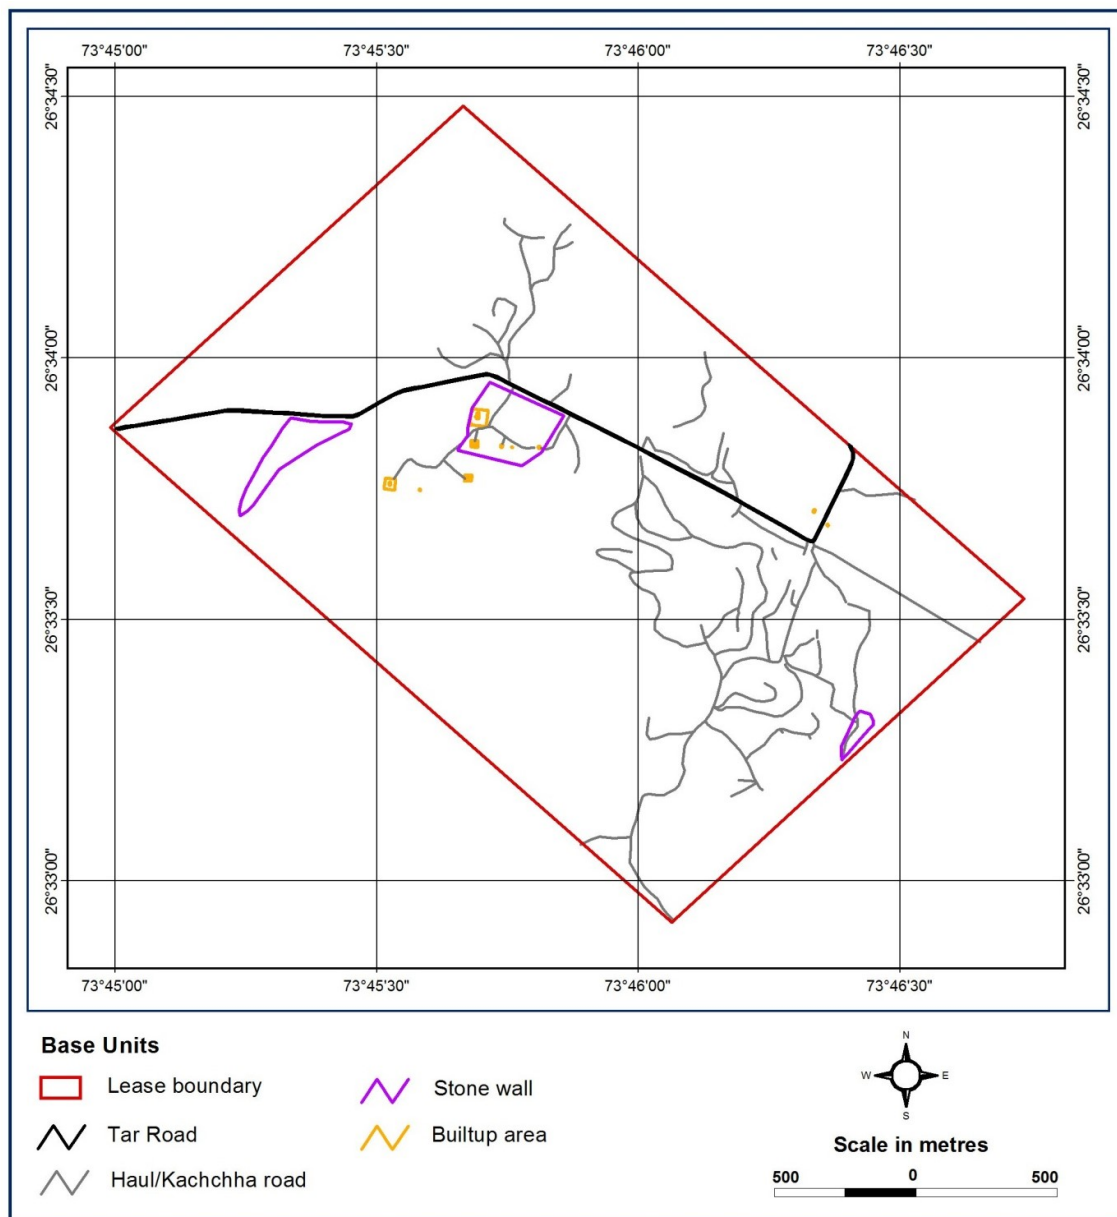 73°45'00" 73°45'30" 73°46'00" 73°46'30"
26°34'30" 26°34'30"
26°34'00" 26°34'00"
26°33'30" 26°33'30"
26°33'00" 26°33'00"
73°45'00" 73°45'30" 73°46'00" 73°46'30"
Base Units
Lease boundary
Stone wall
Tar Road
Builtup area
Haul/Kachchha road
N
W E
S
Scale in metres
500 0 500